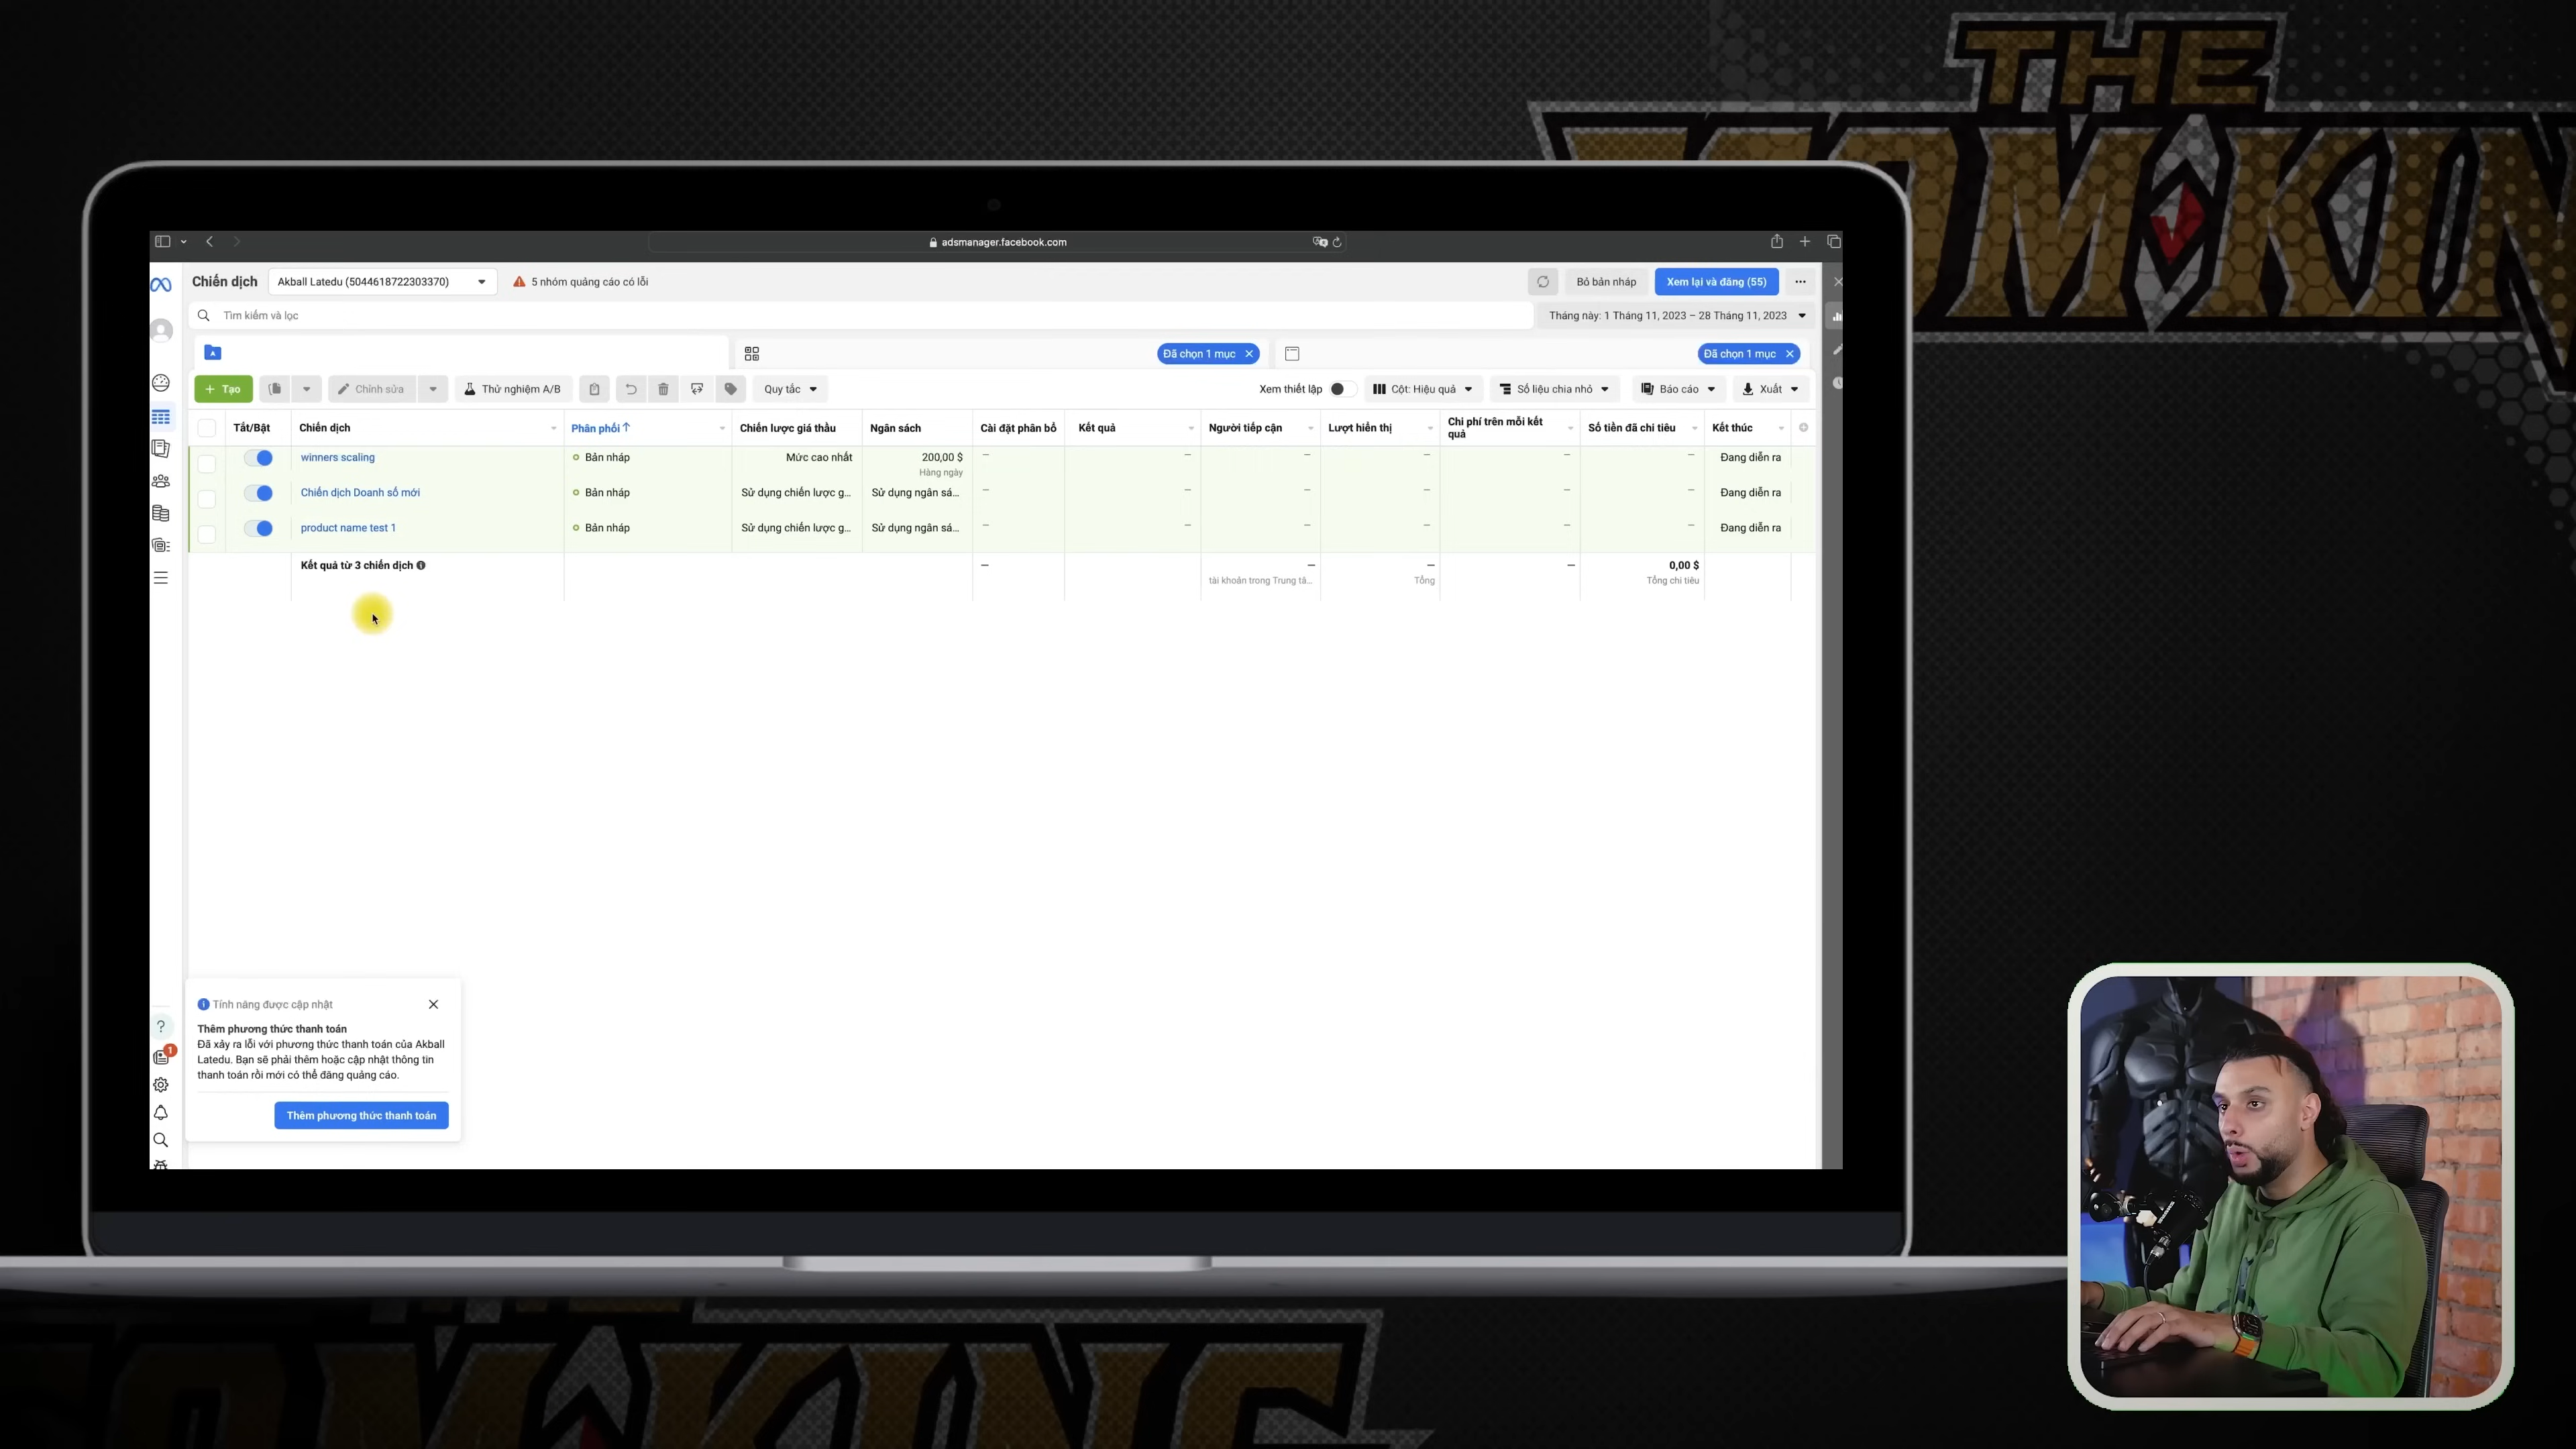 THE
adsmanager.facebook.com
Chiến dịch
Akball Latedu (5044618722303370)
5 nhóm quảng cáo có lỗi
Bỏ bản nháp
Xem lại và đăng (55)
Tìm kiếm và lọc
Tháng này: 1 Tháng 11, 2023 – 28 Tháng 11, 2023
Đã chọn 1 mục
Đã chọn 1 mục
Tạo
Chỉnh sửa
Thử nghiệm A/B
Quy tắc
Xem thiết lập
Cột: Hiệu quả
Số liệu chia nhỏ
Báo cáo
Xuất
Tắt/Bật
Chiến dịch
Phân phối ↑
Chiến lược giá thầu
Ngân sách
Cài đặt phân bổ
Kết quả
Người tiếp cận
Lượt hiển thị
Chi phí trên mỗi kết
quả
Số tiền đã chi tiêu
Kết thúc
winners scaling
Bản nháp
Mức cao nhất
200,00 $
Hàng ngày
–
–
–
–
–
–
Đang diễn ra
Chiến dịch Doanh số mới
Bản nháp
Sử dụng chiến lược g...
Sử dụng ngân sá...
–
–
–
–
–
–
Đang diễn ra
product name test 1
Bản nháp
Sử dụng chiến lược g...
Sử dụng ngân sá...
–
–
–
–
–
–
Đang diễn ra
Kết quả từ 3 chiến dịch
–
–
tài khoản trong Trung tâ...
–
Tổng
–
0,00 $
Tổng chi tiêu
Tính năng được cập nhật
Thêm phương thức thanh toán
Đã xảy ra lỗi với phương thức thanh toán của Akball
Latedu. Bạn sẽ phải thêm hoặc cập nhật thông tin
thanh toán rồi mới có thể đăng quảng cáo.
Thêm phương thức thanh toán
1